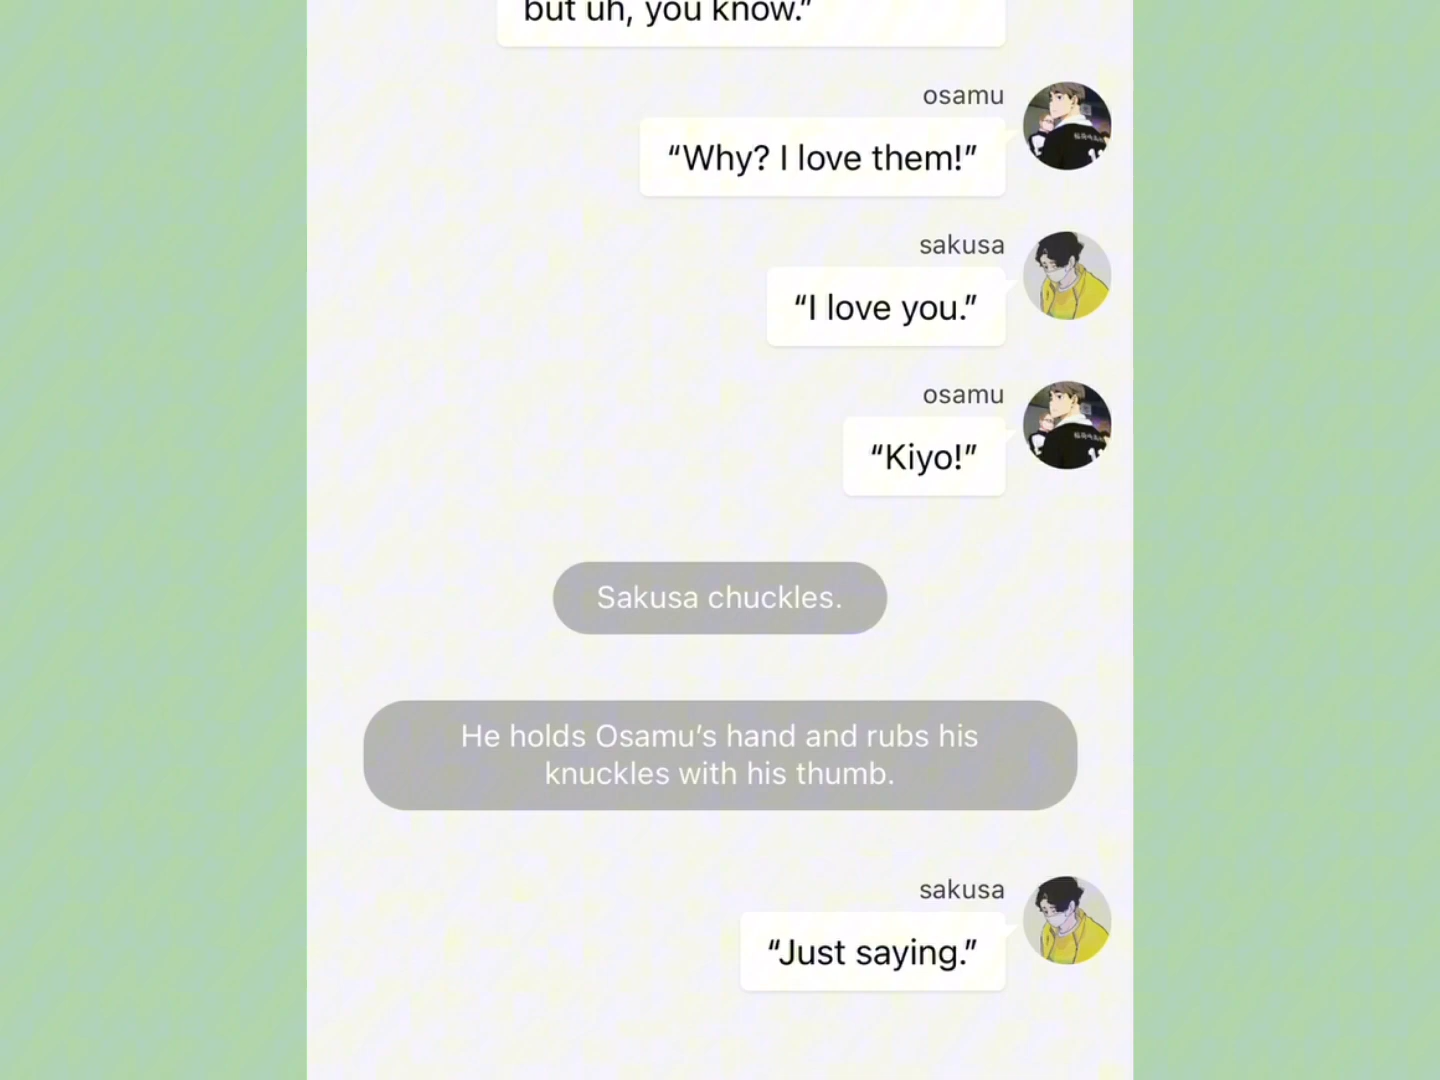 but uh, you know.”
osamu
“Why? I love them!”
sakusa
“I love you.”
osamu
“Kiyo!”
Sakusa chuckles.
He holds Osamu’s hand and rubs his
knuckles with his thumb.
sakusa
“Just saying.”